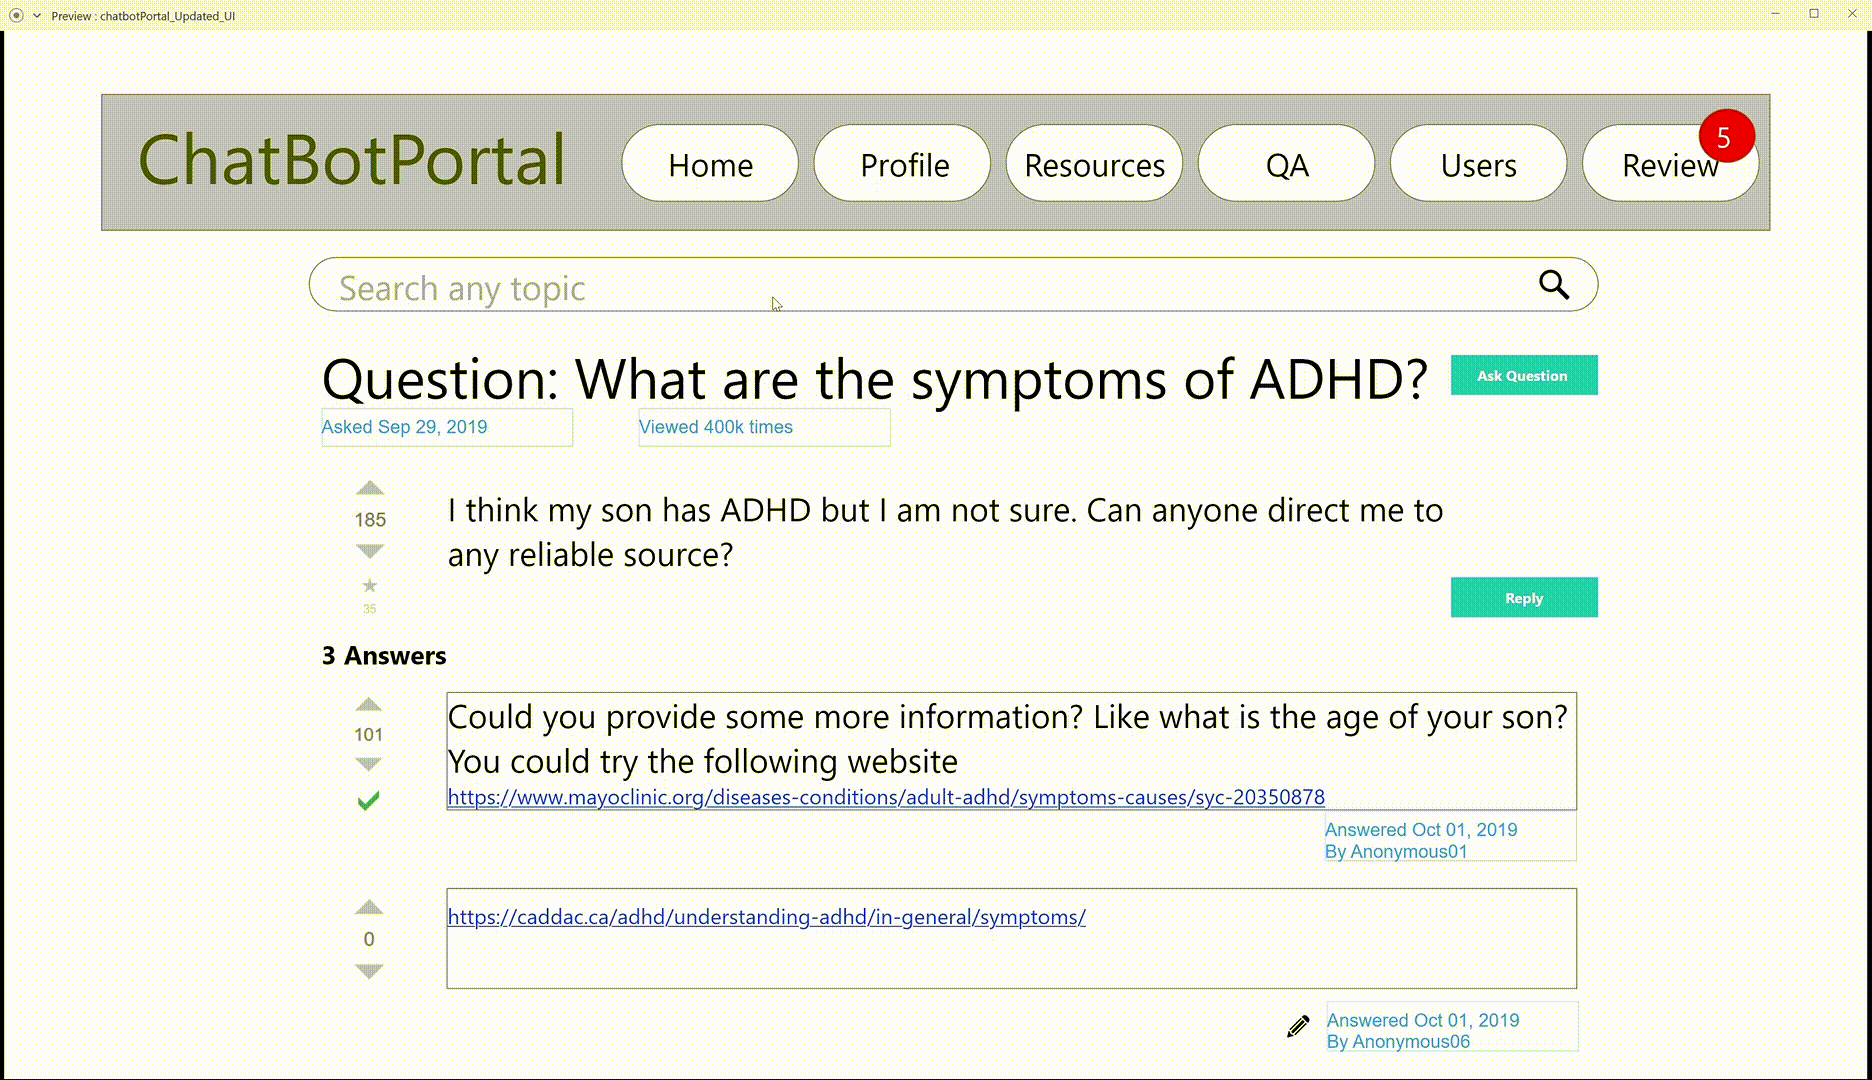 Preview : chatbotPortal_Updated_UI
ChatBotPortal
Home
Profile
Resources
QA
Users
Review
5
Search any topic
Question: What are the symptoms of ADHD?
Ask Question
Asked Sep 29, 2019
Viewed 400k times
185
I think my son has ADHD but I am not sure. Can anyone direct me to
any reliable source?
35
Reply
3 Answers
101
Could you provide some more information? Like what is the age of your son?
You could try the following website
https://www.mayoclinic.org/diseases-conditions/adult-adhd/symptoms-causes/syc-20350878
Answered Oct 01, 2019
By Anonymous01
0
https://caddac.ca/adhd/understanding-adhd/in-general/symptoms/
Answered Oct 01, 2019
By Anonymous06